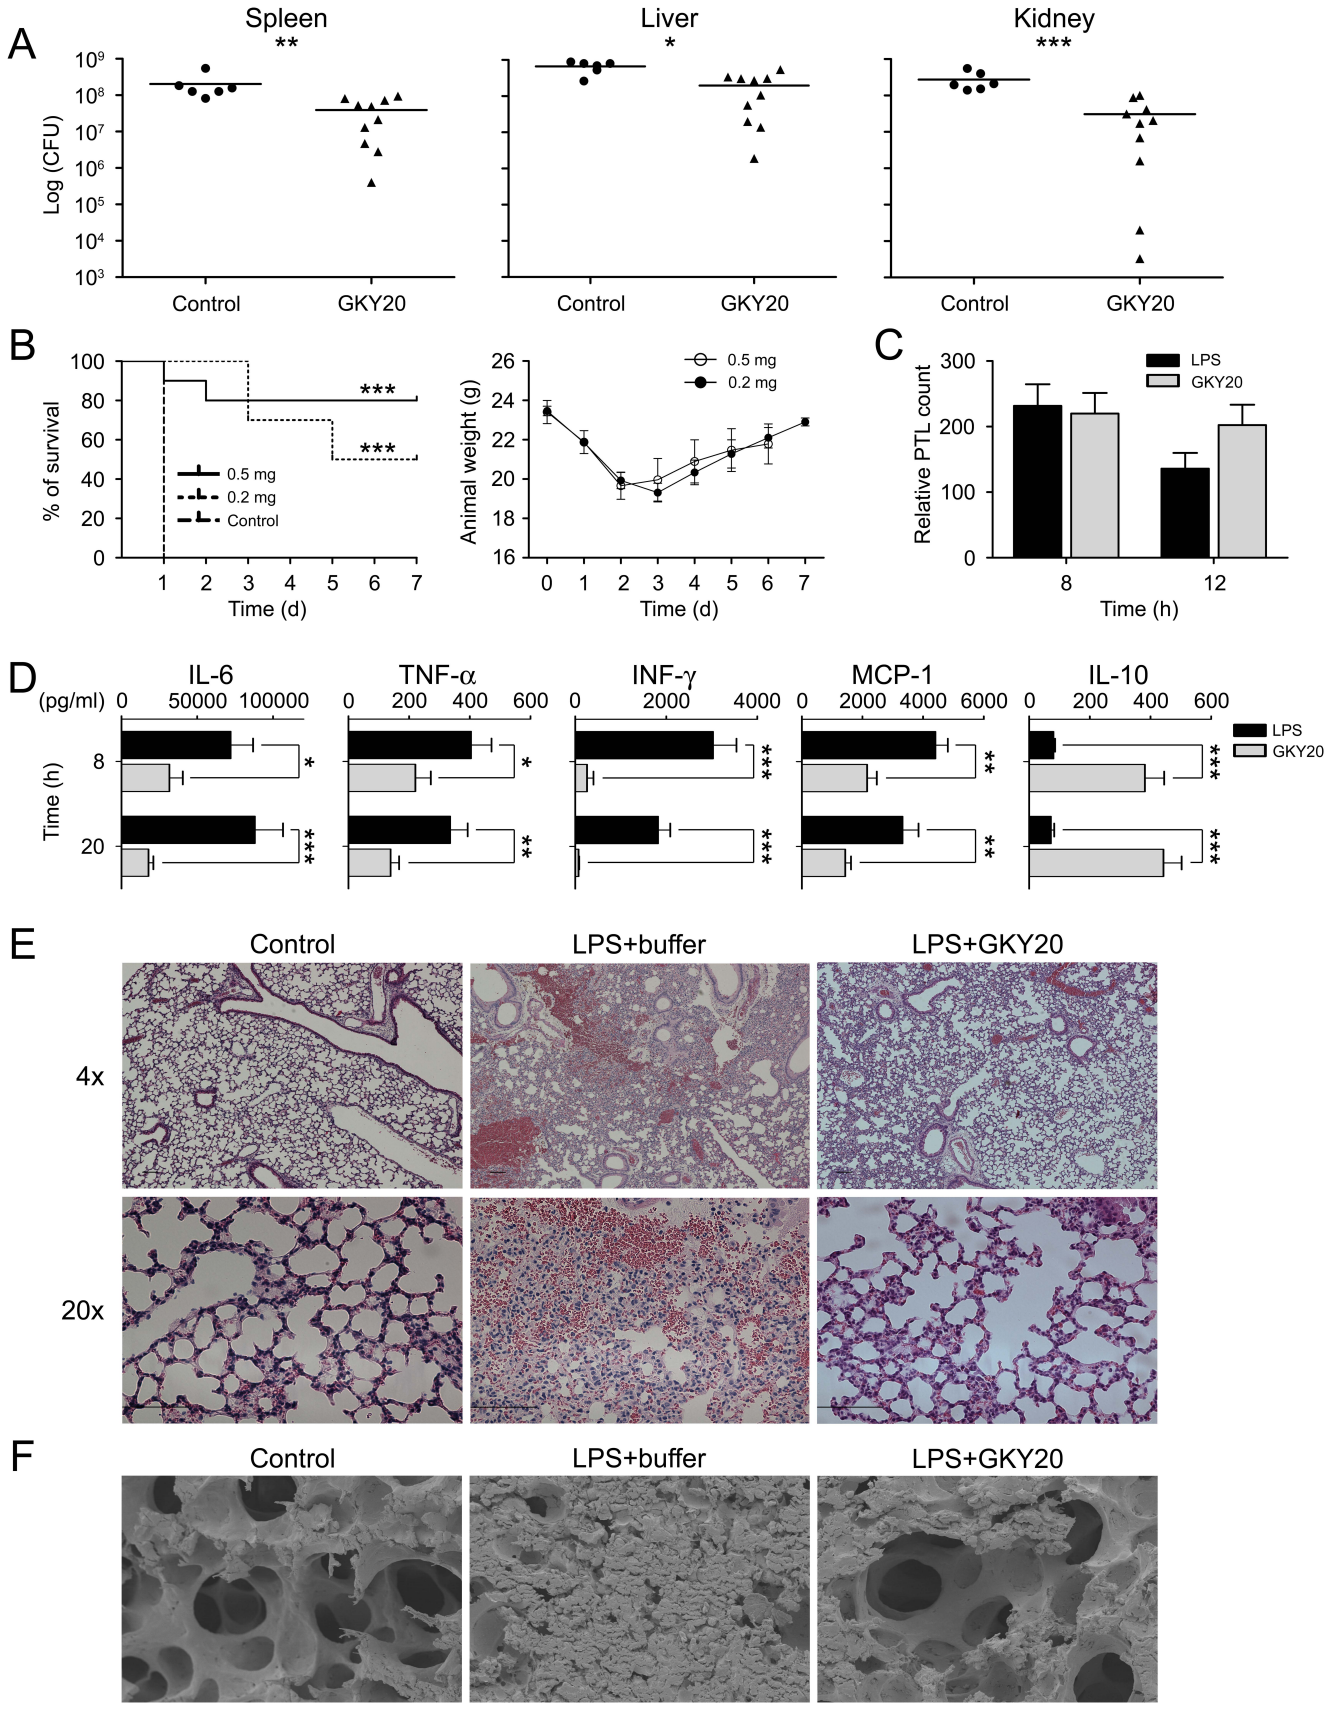 A
Spleen Liver Kidney
** * ***
Log (CFU)
10⁹
10⁸
10⁷
10⁶
10⁵
10⁴
10³
Control GKY20 Control GKY20 Control GKY20
B
% of survival
100
80
60
40
20
0
***
***
0.5 mg
0.2 mg
Control
1 2 3 4 5 6 7
Time (d)
Animal weight (g)
26
24
22
20
18
16
0.5 mg
0.2 mg
0 1 2 3 4 5 6 7
Time (d)
C
Relative PTL count
300
200
100
0
LPS
GKY20
8 12
Time (h)
D
IL-6 TNF-α INF-γ MCP-1 IL-10
(pg/ml) 0 50000 100000 0 200 400 600 0 2000 4000 0 2000 4000 6000 0 200 400 600
LPS
GKY20
Time (h)
8 * * *** ** ***
20 *** ** *** ** ***
E
Control LPS+buffer LPS+GKY20
4x
20x
F
Control LPS+buffer LPS+GKY20